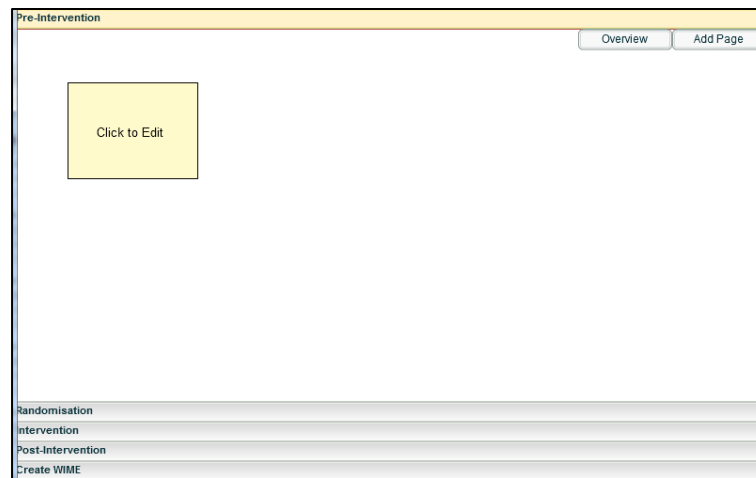 Pre-Intervention
Overview
Add Page
Click to Edit
Randomisation
Intervention
Post-Intervention
Create WIME